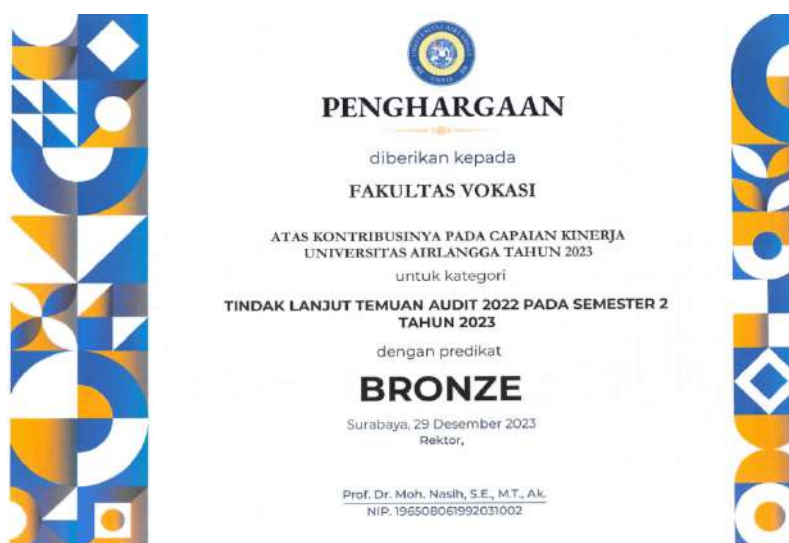 UNIVERSITAS AIRLANGGA
PENGHARGAAN
diberikan kepada
FAKULTAS VOKASI
ATAS KONTRIBUSINYA PADA CAPAIAN KINERJA
UNIVERSITAS AIRLANGGA TAHUN 2023
untuk kategori
TINDAK LANJUT TEMUAN AUDIT 2022 PADA SEMESTER 2
TAHUN 2023
dengan predikat
BRONZE
Surabaya, 29 Desember 2023
Rektor,
Prof. Dr. Moh. Nasih, S.E., M.T., Ak.
NIP. 196508061992031002